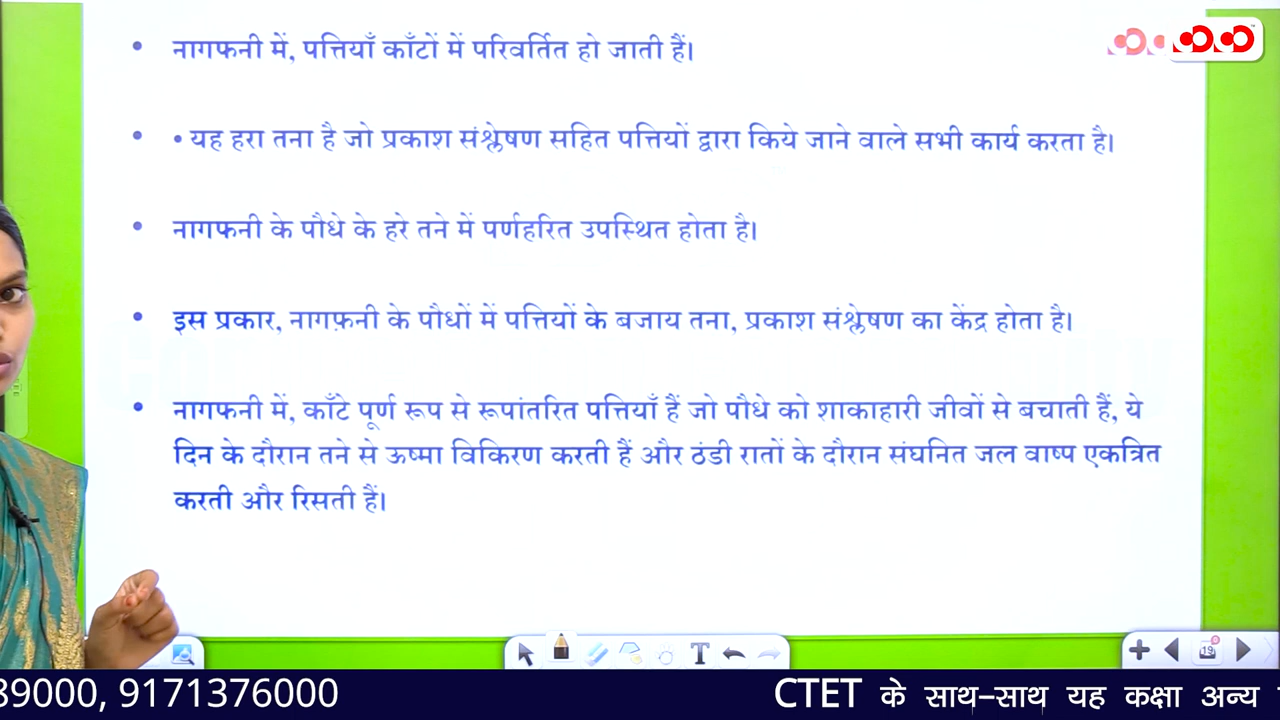 नागफनी में, पत्तियाँ काँटों में परिवर्तित हो जाती हैं।
• यह हरा तना है जो प्रकाश संश्लेषण सहित पत्तियों द्वारा किये जाने वाले सभी कार्य करता है।
नागफनी के पौधे के हरे तने में पर्णहरित उपस्थित होता है।
इस प्रकार, नागफ़नी के पौधों में पत्तियों के बजाय तना, प्रकाश संश्लेषण का केंद्र होता है।
नागफनी में, काँटे पूर्ण रूप से रूपांतरित पत्तियाँ हैं जो पौधे को शाकाहारी जीवों से बचाती हैं, ये
दिन के दौरान तने से ऊष्मा विकिरण करती हैं और ठंडी रातों के दौरान संघनित जल वाष्प एकत्रित
करती और रिसती हैं।
T
19
39000, 9171376000
CTET के साथ-साथ यह कक्षा अन्य